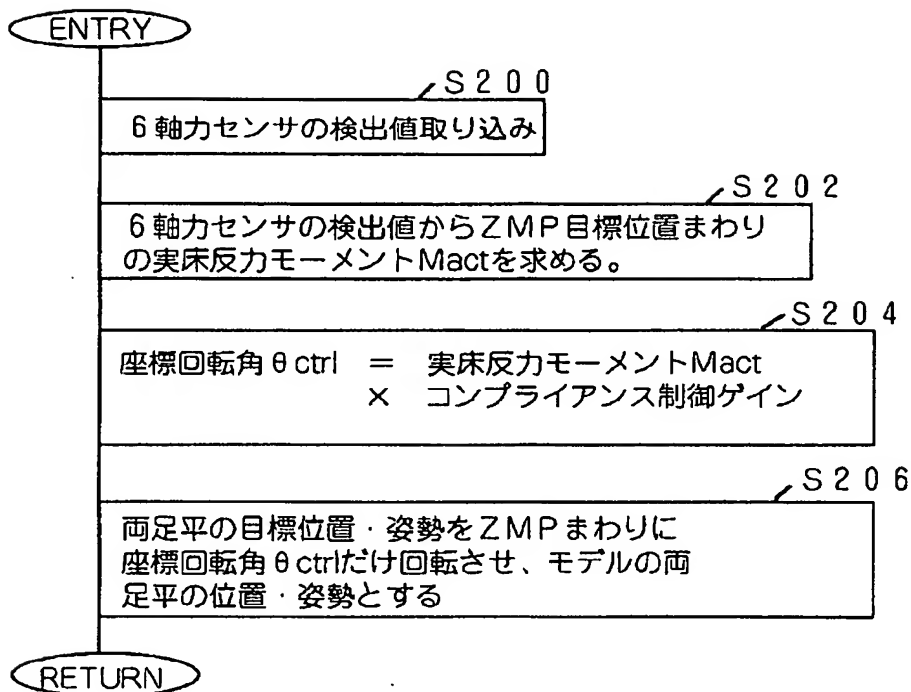 ENTRY
S200
6軸力センサの検出値取り込み
S202
6軸力センサの検出値からZMP目標位置まわり
の実床反力モーメントMactを求める。
S204
座標回転角θctrl ＝ 実床反力モーメントMact
× コンプライアンス制御ゲイン
S206
両足平の目標位置・姿勢をZMPまわりに
座標回転角θctrlだけ回転させ、モデルの両
足平の位置・姿勢とする
RETURN